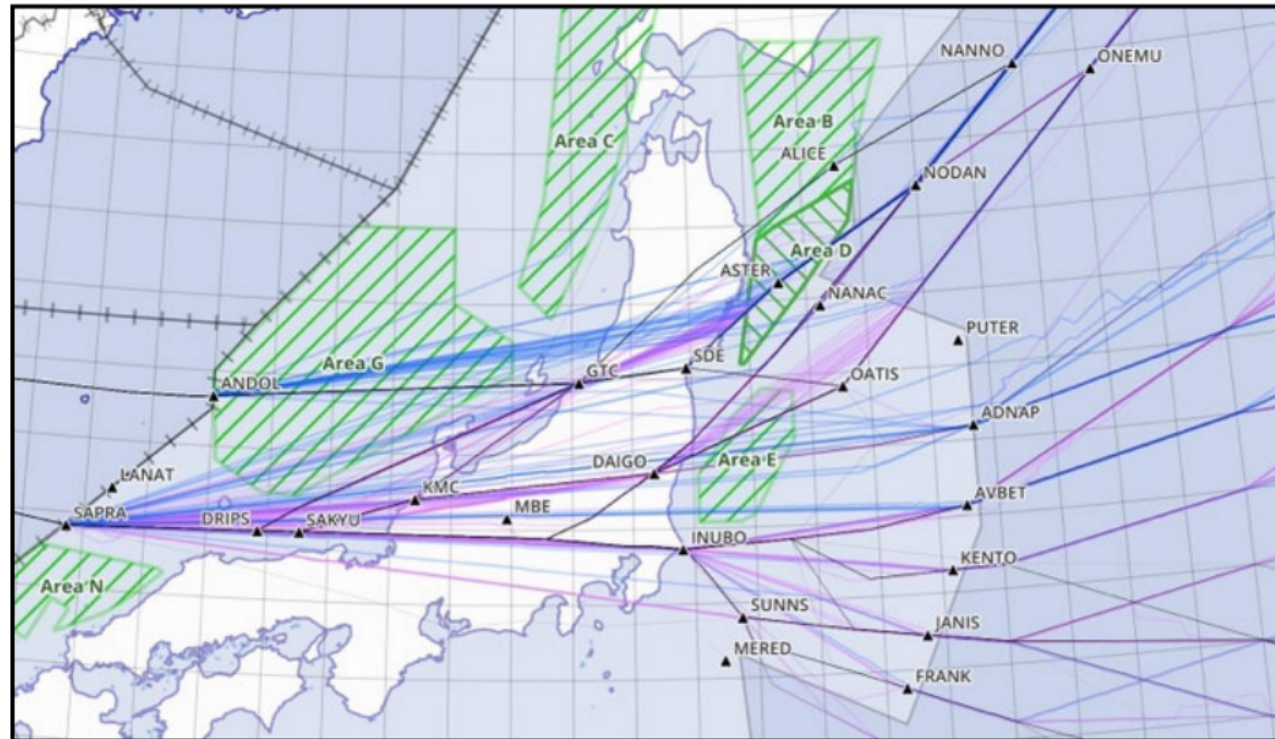 NANNO
ONEMU
Area B
Area C
ALICE
NODAN
Area D
ASTER
NANAC
PUTER
Area G
SDE
GTC
OATIS
ANDOL
ADNAP
DAIGO
Area E
LANAT
KMC
AVBET
SAPRA
DRIPS
SAKYU
MBE
INUBO
KENTO
Area N
SUNNS
JANIS
MERED
FRANK